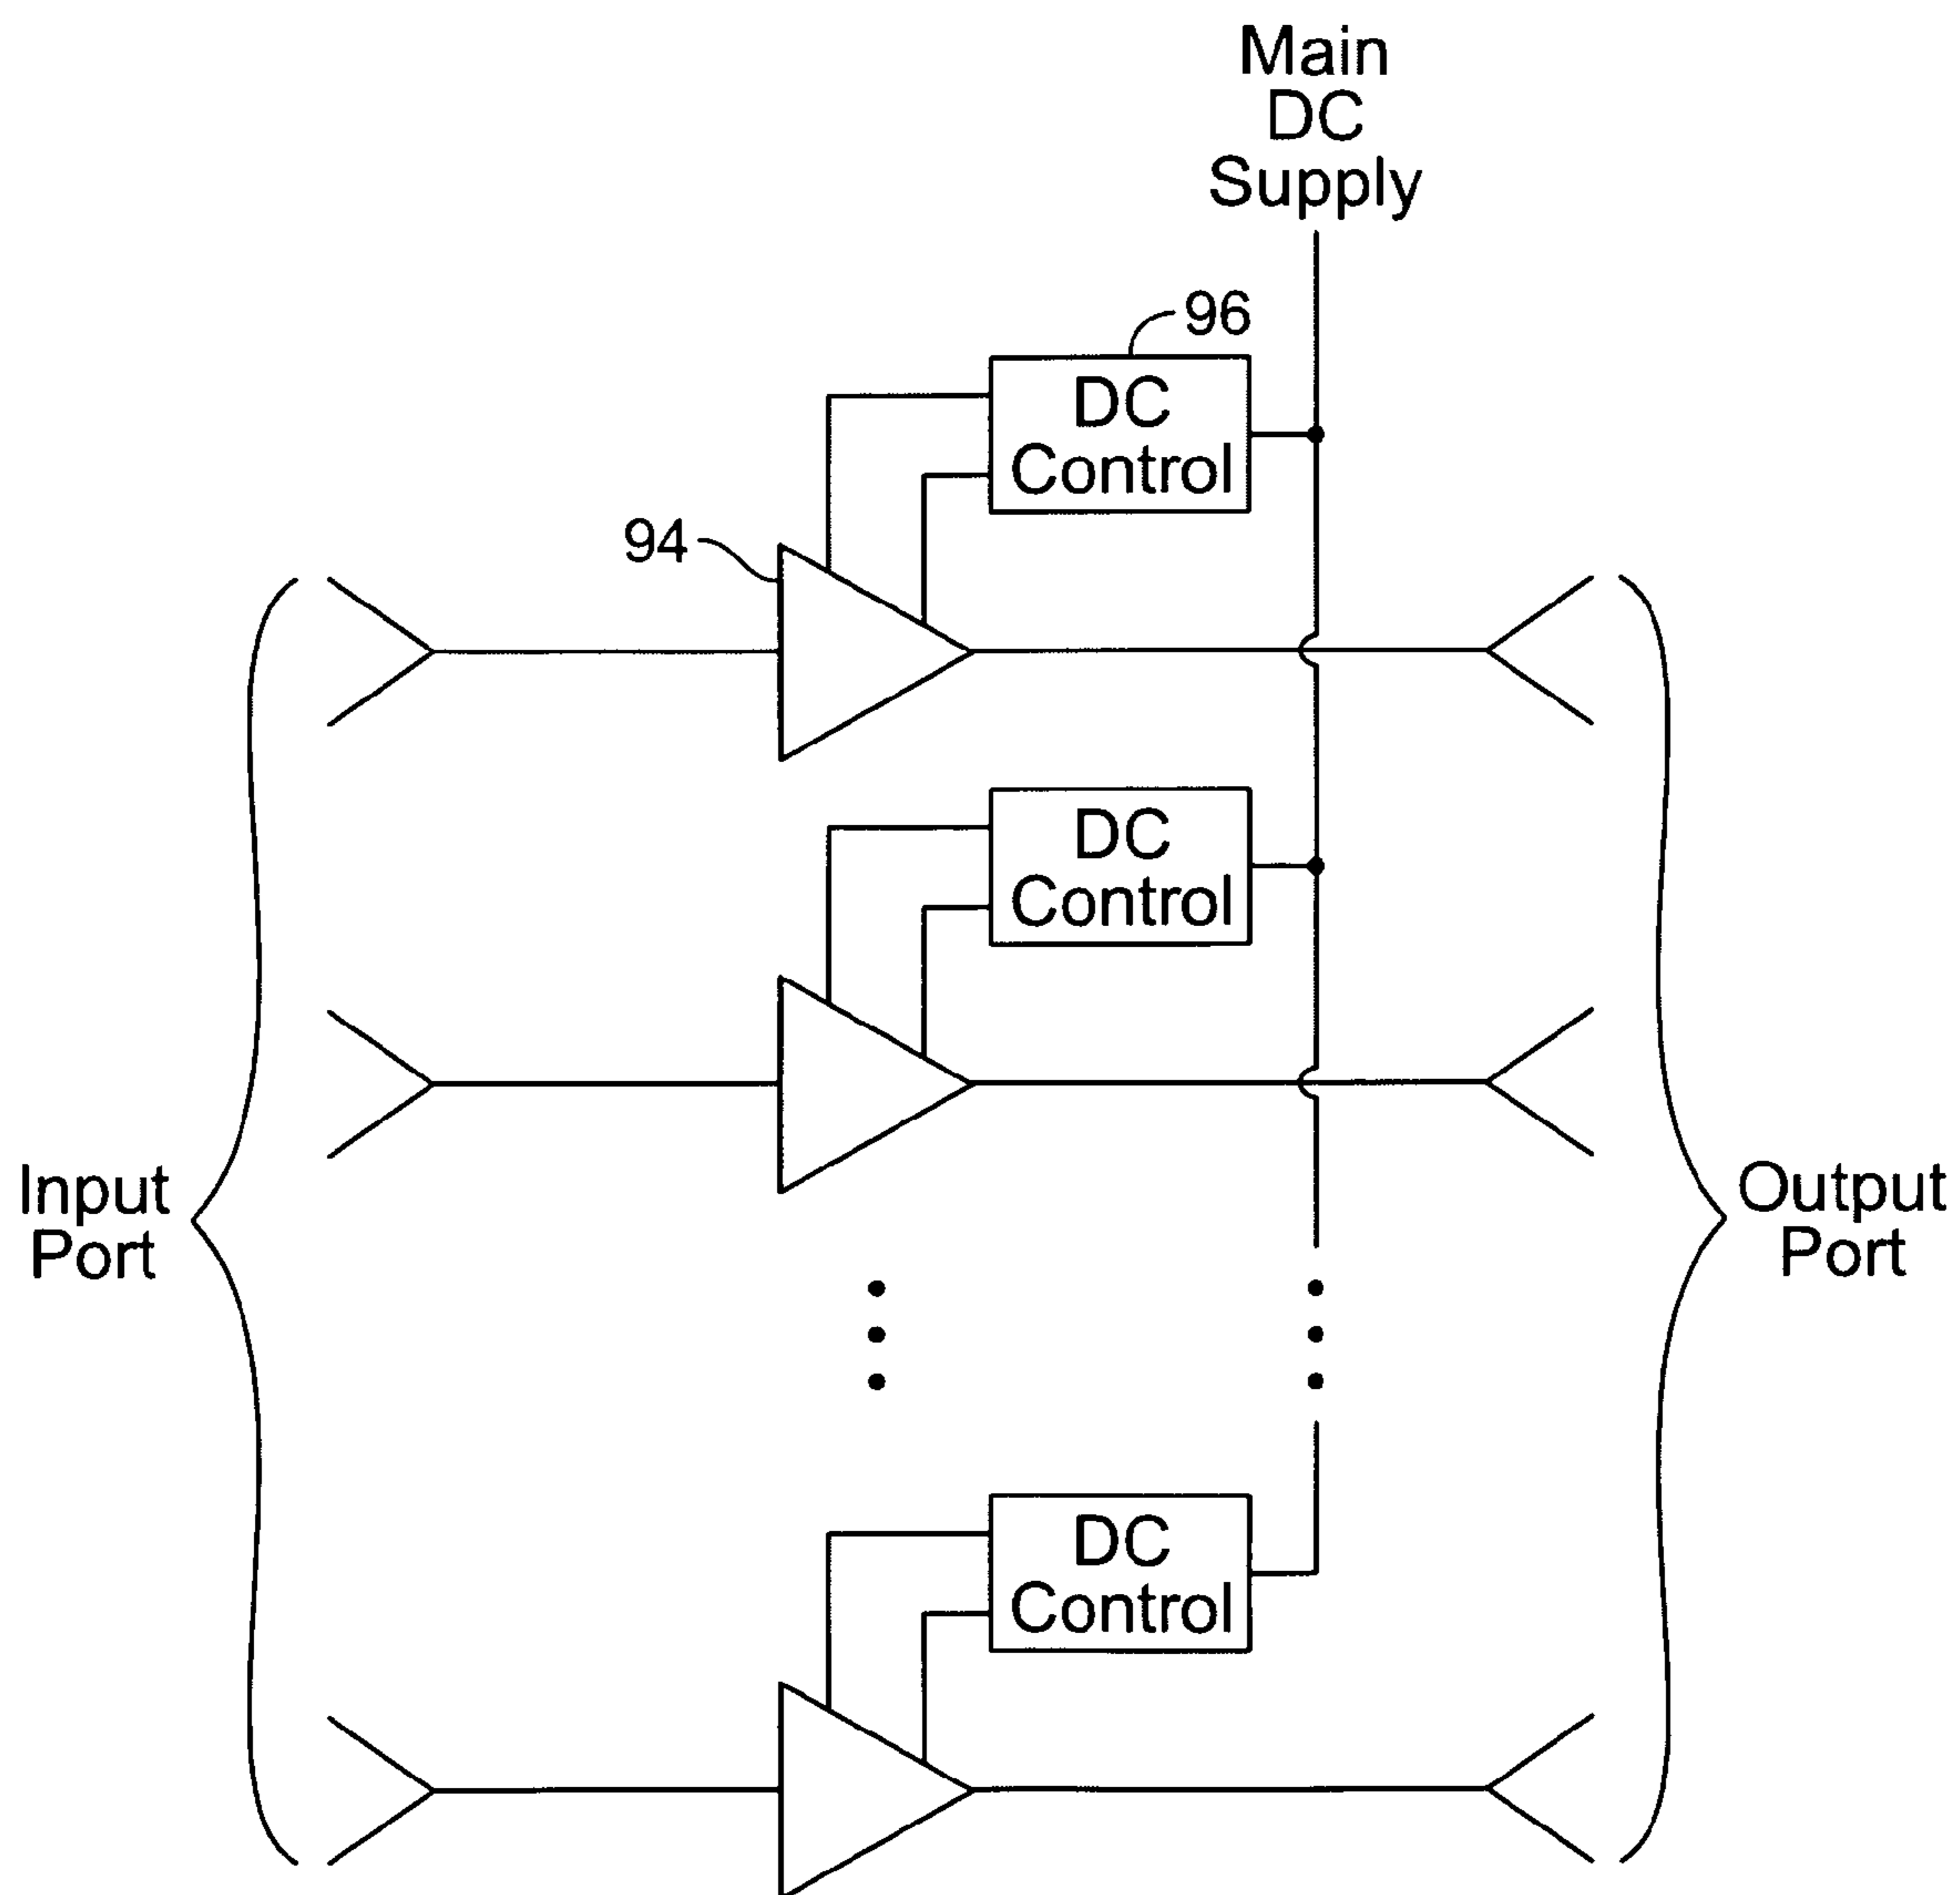 Main
DC
Supply
96
DC
Control
94
DC
Control
Input
Port
Output
Port
DC
Control